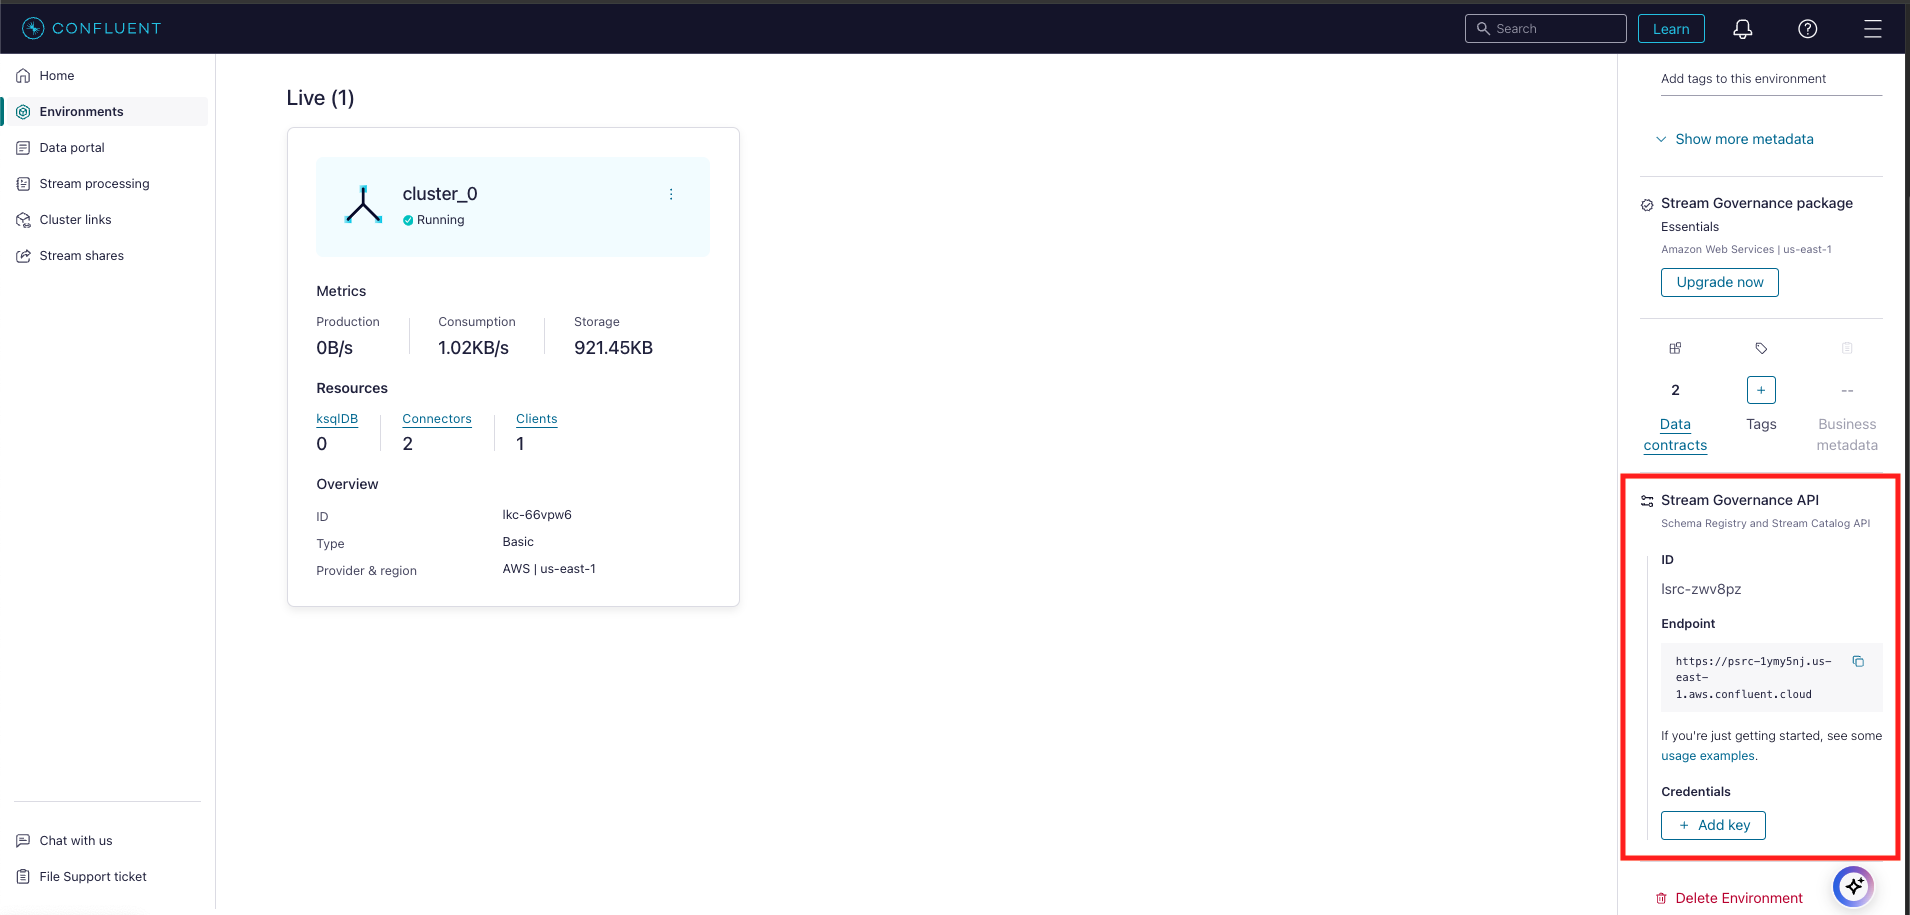 CONFLUENT
Search
Learn
Home
Environments
Data portal
Stream processing
Cluster links
Stream shares
Chat with us
File Support ticket
Live (1)
cluster_0
Running
Metrics
Production Consumption Storage
0B/s 1.02KB/s 921.45KB
Resources
ksqlDB Connectors Clients
0 2 1
Overview
ID lkc-66vpw6
Type Basic
Provider & region AWS | us-east-1
Add tags to this environment
Show more metadata
Stream Governance package
Essentials
Amazon Web Services | us-east-1
Upgrade now
2 + --
Data contracts
Tags
Business metadata
Stream Governance API
Schema Registry and Stream Catalog API
ID
lsrc-zwv8pz
Endpoint
https://psrc-1ymy5nj.us-
east-
1.aws.confluent.cloud
If you're just getting started, see some
usage examples.
Credentials
+ Add key
Delete Environment